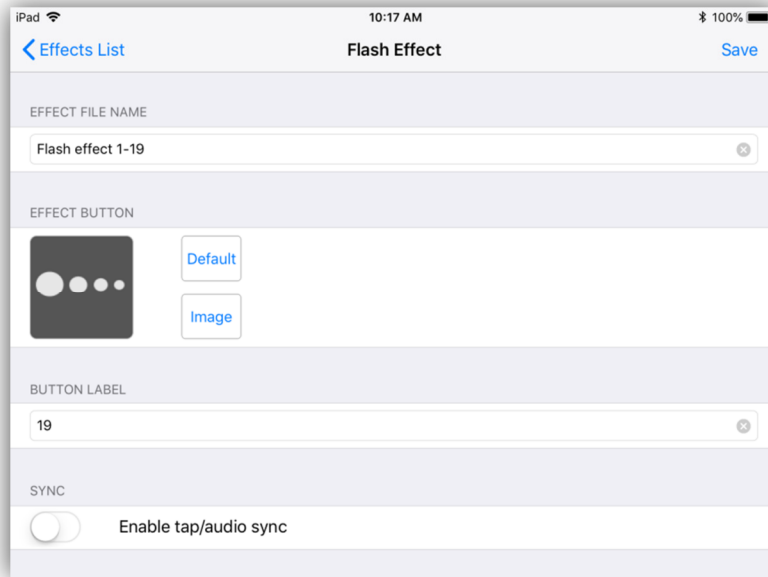 iPad 10:17 AM 100%
Effects List Flash Effect Save
EFFECT FILE NAME
Flash effect 1-19
EFFECT BUTTON
Default
Image
BUTTON LABEL
19
SYNC
Enable tap/audio sync